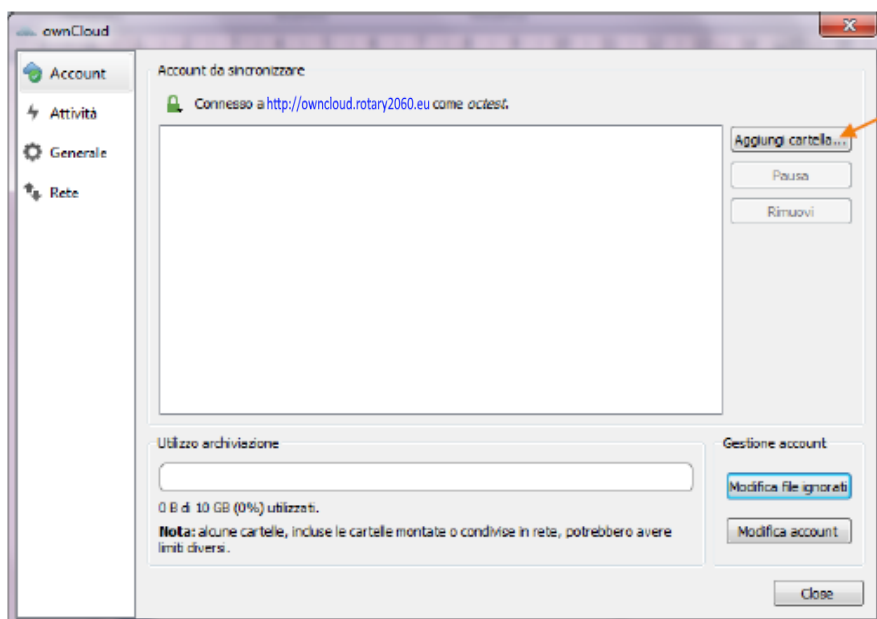 ownCloud
Account
Attività
Generale
Rete
Account da sincronizzare
Connesso a http://owncloud.rotary2060.eu come octest.
Aggiungi cartella...
Pausa
Rimuovi
Utilizzo archiviazione
0 B di 10 GB (0%) utilizzati.
Nota: alcune cartelle, incluse le cartelle montate o condivise in rete, potrebbero avere
limiti diversi.
Gestione account
Modifica file ignorati
Modifica account
Close